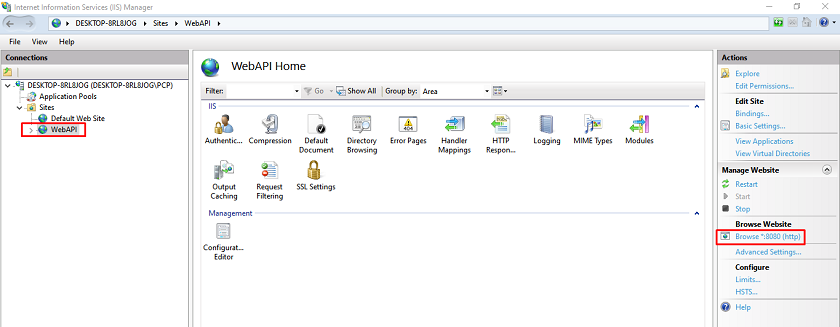 Internet Information Services (IIS) Manager
DESKTOP-8RL8JOG
Sites
WebAPI
File
View
Help
Connections
DESKTOP-8RL8JOG (DESKTOP-8RL8JOG\PCP)
Application Pools
Sites
Default Web Site
WebAPI
WebAPI Home
Filter:
Go
Show All
Group by:
Area
IIS
Authentic...
Compression
Default Document
Directory Browsing
Error Pages
Handler Mappings
HTTP Respon...
Logging
MIME Types
Modules
Output Caching
Request Filtering
SSL Settings
Management
Configurat... Editor
Actions
Explore
Edit Permissions...
Edit Site
Bindings...
Basic Settings...
View Applications
View Virtual Directories
Manage Website
Restart
Start
Stop
Browse Website
Browse *:8080 (http)
Advanced Settings...
Configure
Limits...
HSTS...
Help